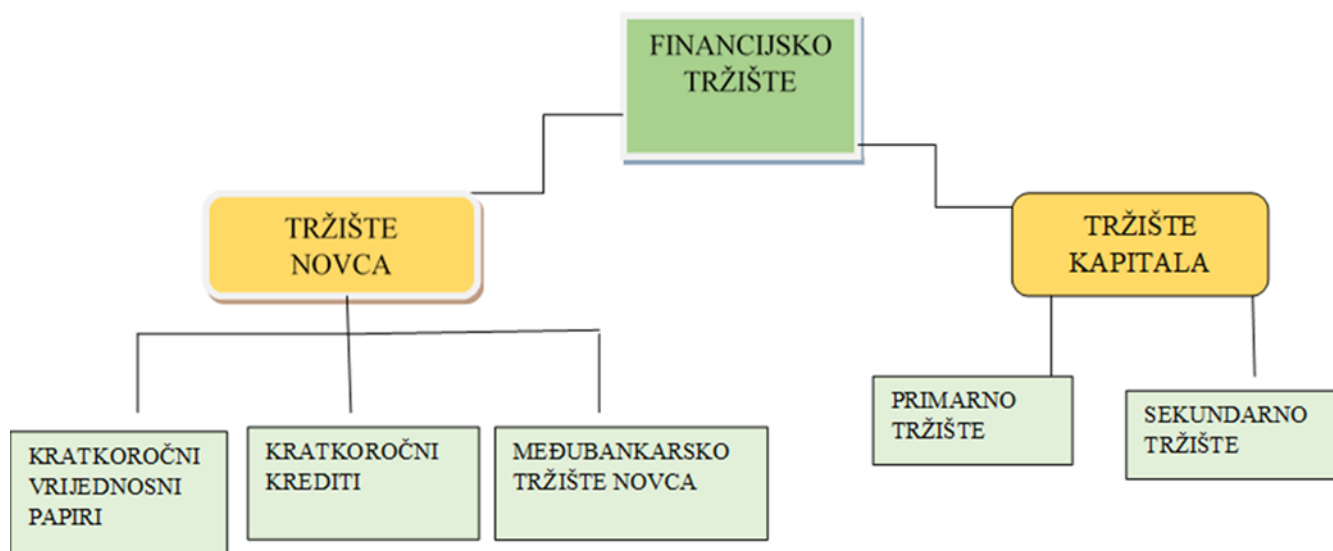 FINANCIJSKO
TRŽIŠTE
TRŽIŠTE
NOVCA
TRŽIŠTE
KAPITALA
KRATKOROČNI
VRIJEDNOSNI
PAPIRI
KRATKOROČNI
KREDITI
MEĐUBANKARSKO
TRŽIŠTE NOVCA
PRIMARNO
TRŽIŠTE
SEKUNDARNO
TRŽIŠTE